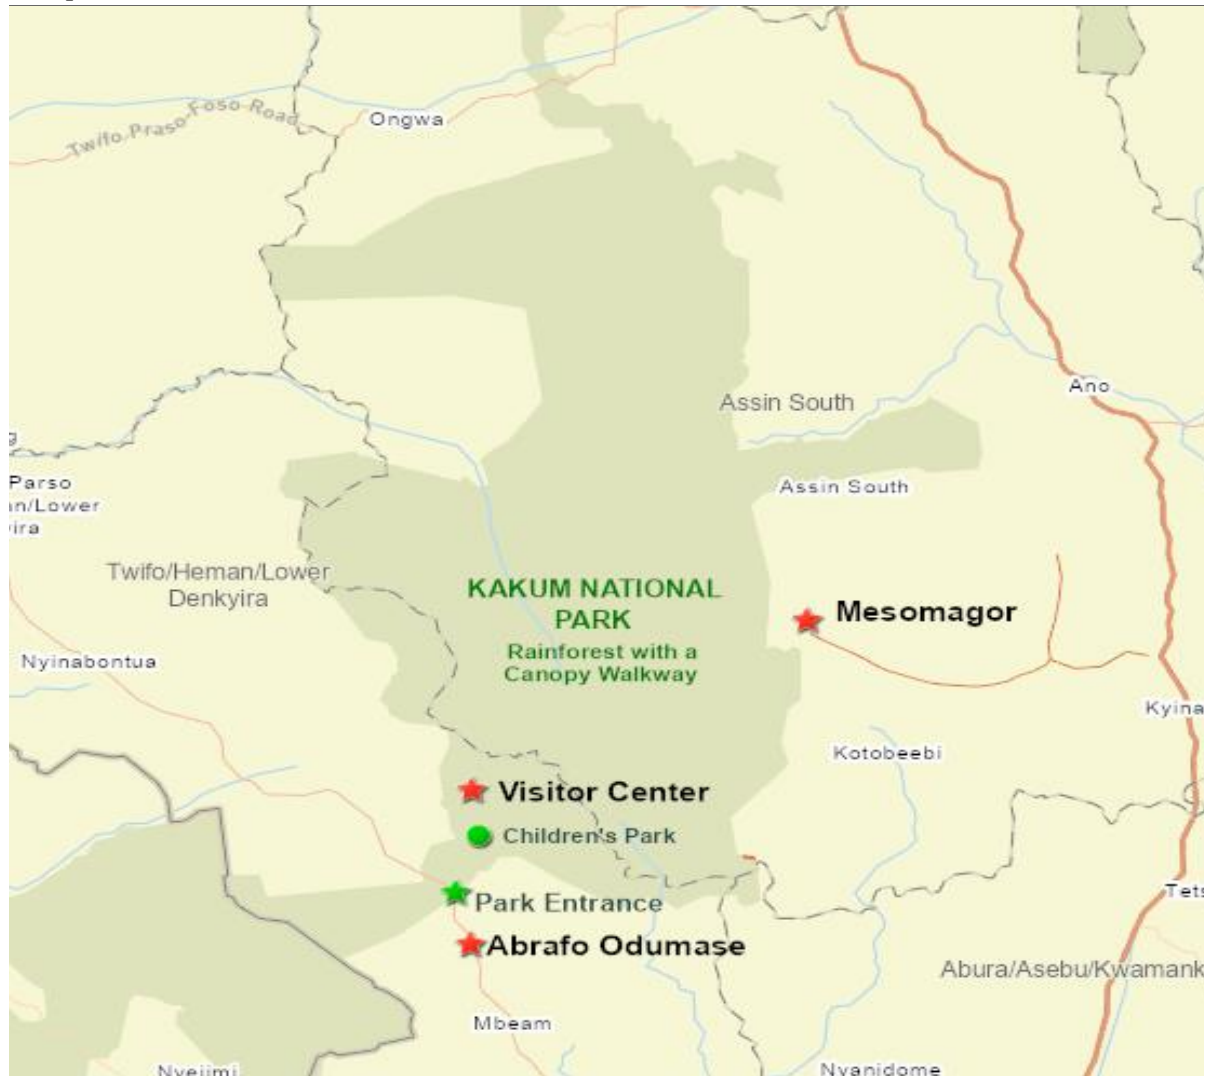 Twifo-Praso-Foso-Road
Ongwa
Ano
Assin South
Assin South
Parso
an/Lower
Twifo/Heman/Lower
Denkyira
KAKUM NATIONAL
PARK
Rainforest with a
Canopy Walkway
Mesomagor
Nyinabontua
Kyina
Kotobeebi
Visitor Center
Children's Park
Park Entrance
Tets
Abrafo Odumase
Abura/Asebu/Kwamank
Mbeam
Nyejimi
Nyanidome